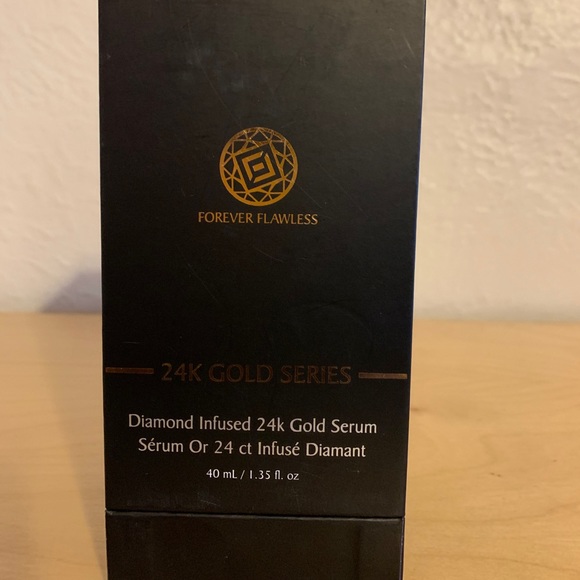 FOREVER FLAWLESS
24K GOLD SERIES
Diamond Infused 24k Gold Serum
Sérum Or 24 ct Infusé Diamant
40 mL / 1.35 fl. oz